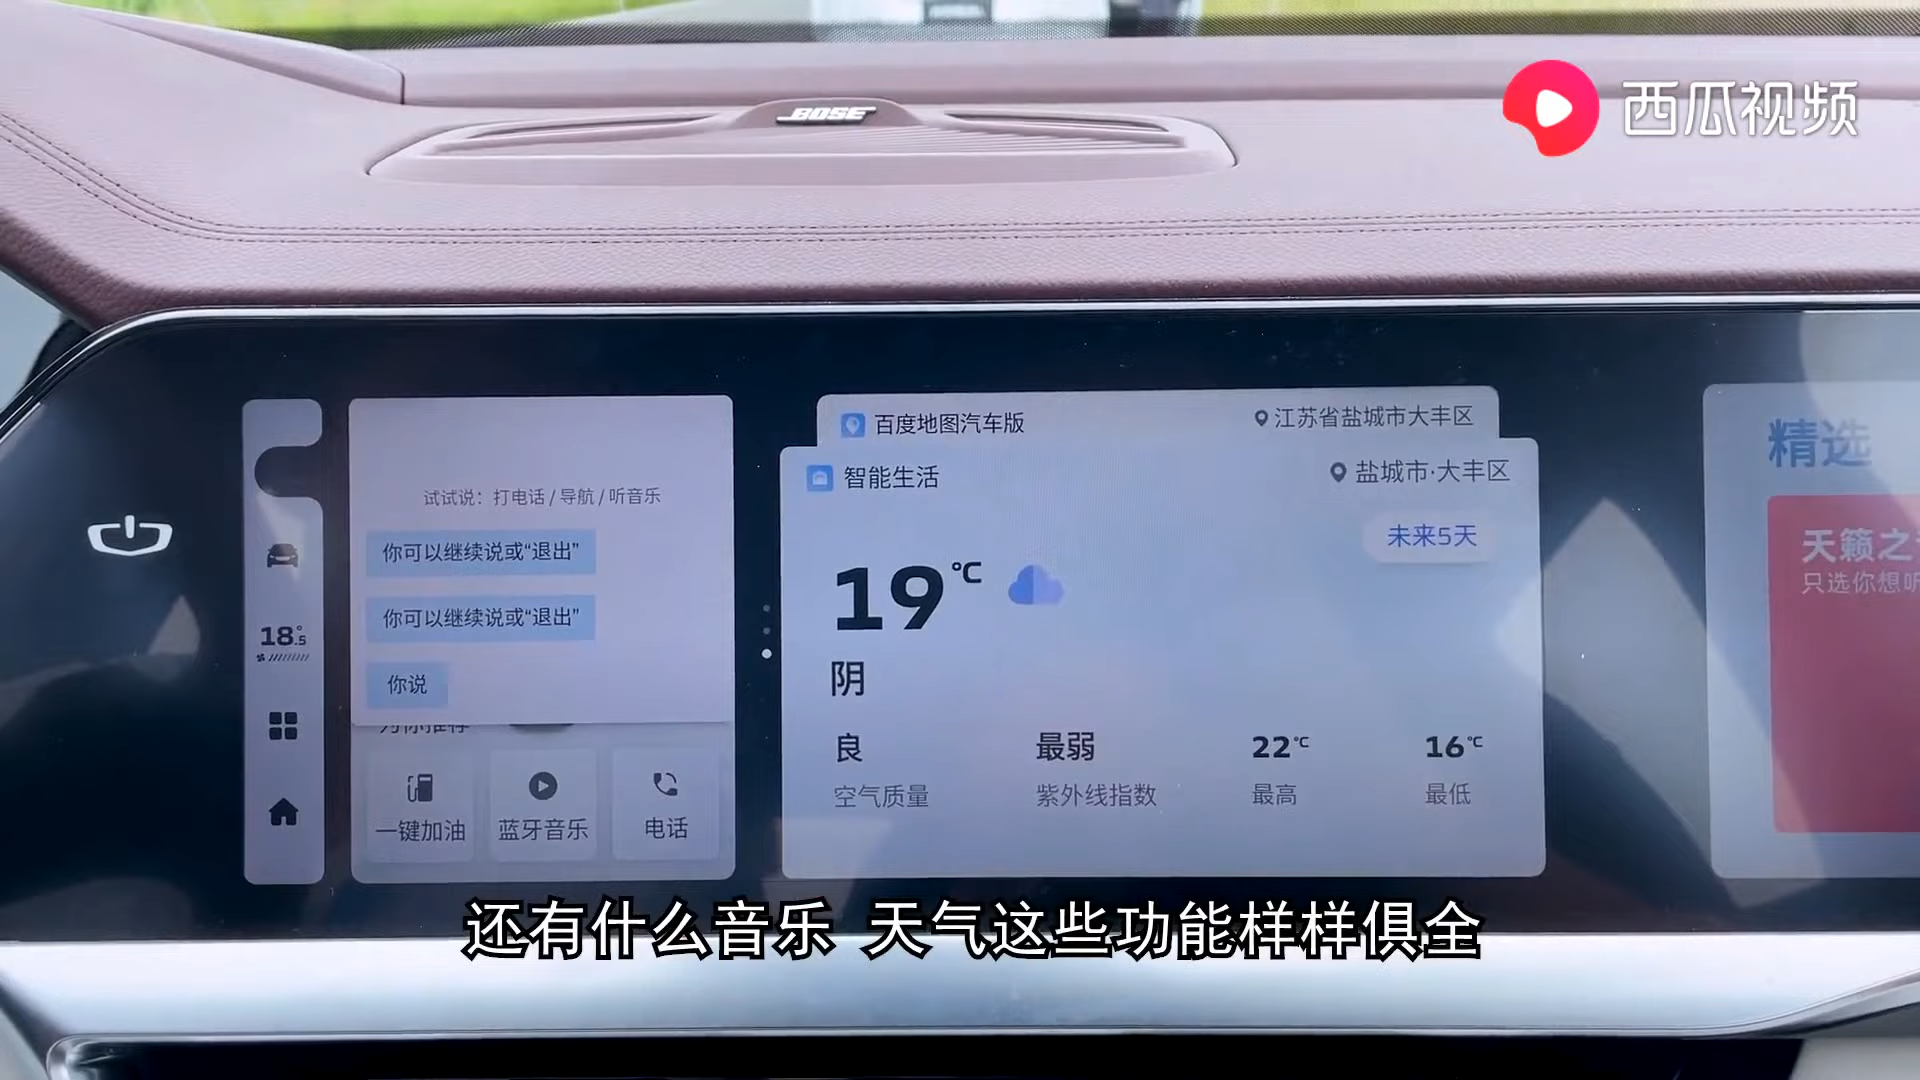 BOSE
西瓜视频
百度地图汽车版
江苏省盐城市大丰区
智能生活
盐城市·大丰区
未来5天
19℃
阴
良
空气质量
最弱
紫外线指数
22℃
最高
16℃
最低
试试说：打电话 / 导航 / 听音乐
你可以继续说或“退出”
你可以继续说或“退出”
你说
为你推荐
一键加油
蓝牙音乐
电话
18.5°
精选
天籁之
只选你想听
还有什么音乐 天气这些功能样样俱全